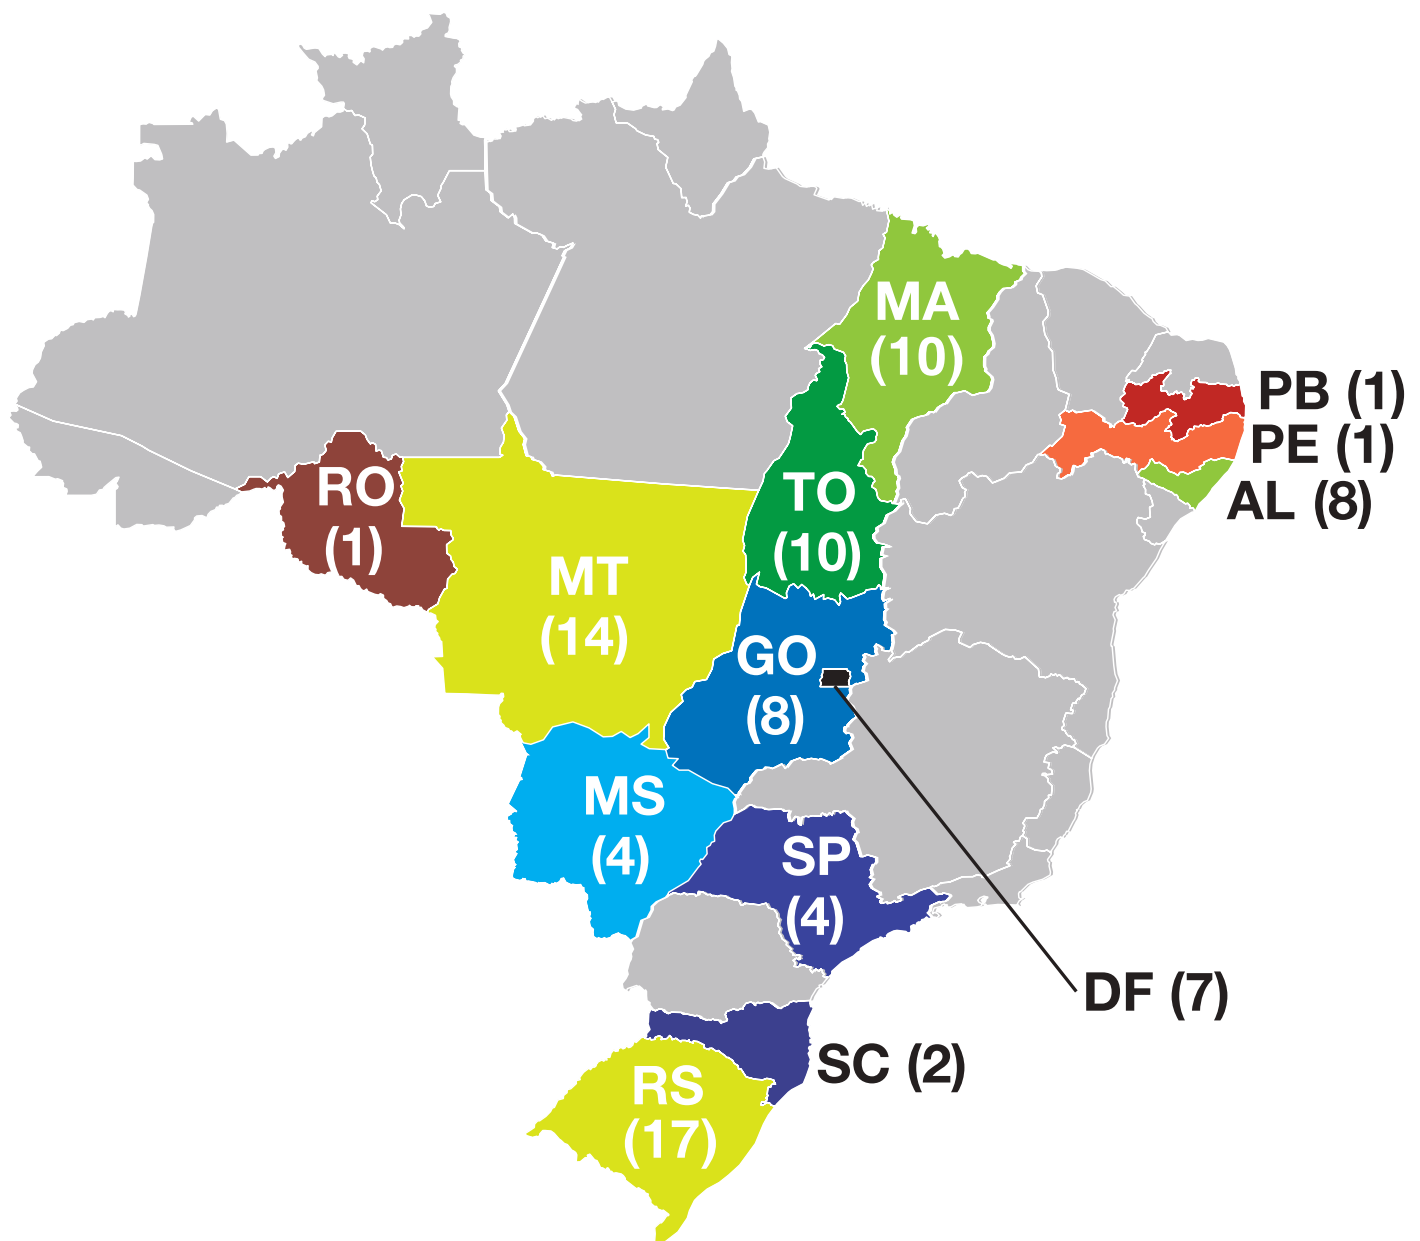 MA
(10)
PB (1)
PE (1)
AL (8)
RO
(1)
TO
(10)
MT
(14)
GO
(8)
MS
(4)
SP
(4)
DF (7)
SC (2)
RS
(17)